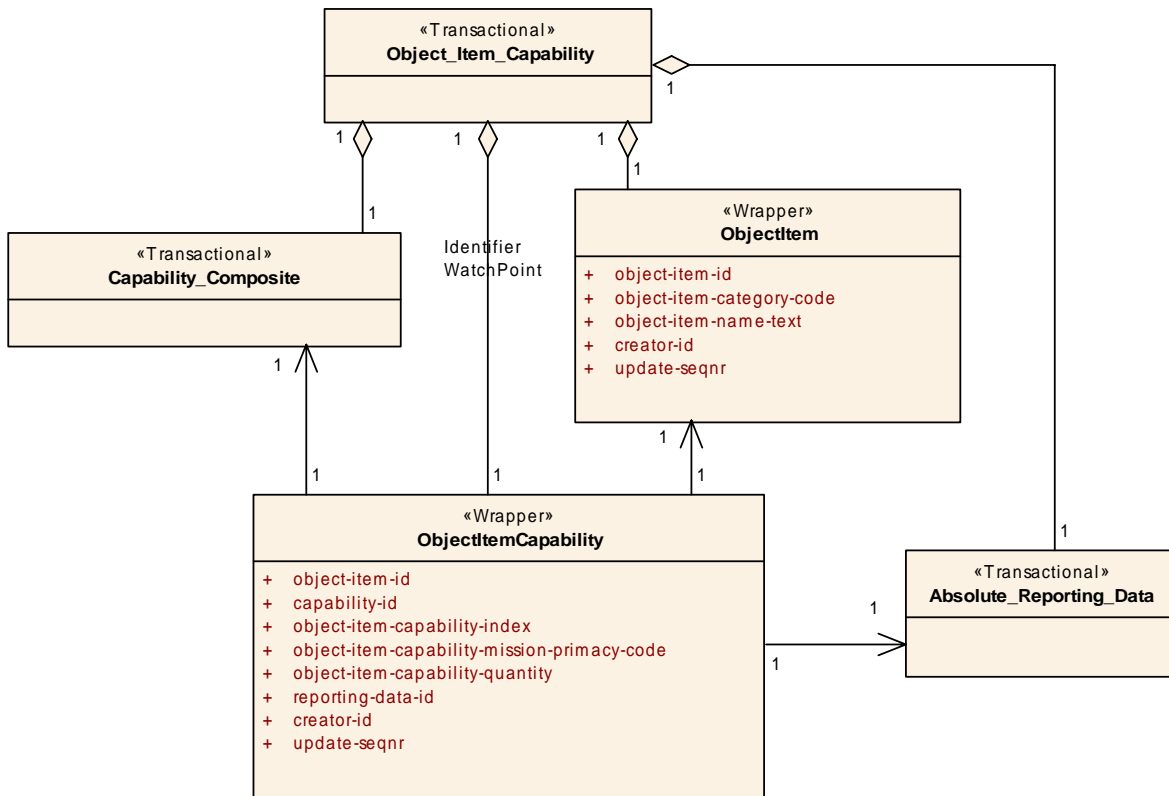 «Transactional»
Object_Item_Capability
1
1
1
1
1
1
«Transactional»
Capability_Composite
Identifier
WatchPoint
«Wrapper»
ObjectItem
+ object-item-id
+ object-item-category-code
+ object-item-name-text
+ creator-id
+ update-seqnr
1
1
1
1
1
1
«Wrapper»
ObjectItemCapability
+ object-item-id
+ capability-id
+ object-item-capability-index
+ object-item-capability-mission-primacy-code
+ object-item-capability-quantity
+ reporting-data-id
+ creator-id
+ update-seqnr
1
1
«Transactional»
Absolute_Reporting_Data